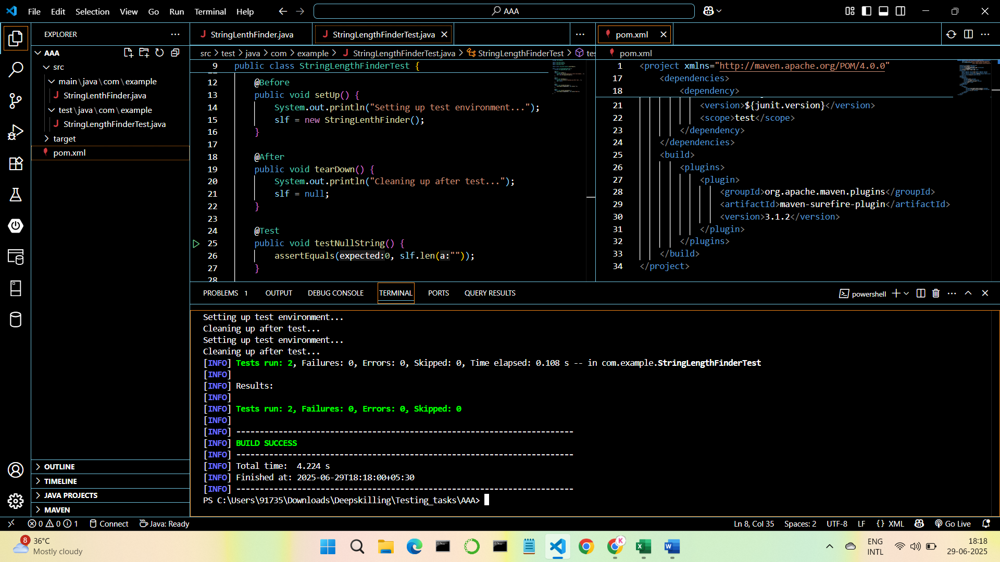 File Edit Selection View Go Run Terminal Help
AAA
EXPLORER
AAA
src
main\java\com\example
StringLenthFinder.java
test\java\com\example
StringLengthFinderTest.java
target
pom.xml
OUTLINE
TIMELINE
JAVA PROJECTS
MAVEN
StringLenthFinder.java
StringLengthFinderTest.java
src > test > java > com > example > StringLengthFinderTest.java > StringLengthFinderTest >
9 public class StringLengthFinderTest {
12 @Before
13 public void setUp() {
14 System.out.println("Setting up test environment...");
15 slf = new StringLenthFinder();
16 }
17
18 @After
19 public void tearDown() {
20 System.out.println("Cleaning up after test...");
21 slf = null;
22 }
23
24 @Test
25 public void testNullString() {
26 assertEquals(expected:0, slf.len(a:""));
27 }
28
pom.xml
pom.xml
1 <project xmlns="http://maven.apache.org/POM/4.0.0"
17 <dependencies>
18 <dependency>
21 <version>${junit.version}</version>
22 <scope>test</scope>
23 </dependency>
24 </dependencies>
25 <build>
26 <plugins>
27 <plugin>
28 <groupId>org.apache.maven.plugins</groupId>
29 <artifactId>maven-surefire-plugin</artifactId>
30 <version>3.1.2</version>
31 </plugin>
32 </plugins>
33 </build>
34 </project>
PROBLEMS 1 OUTPUT DEBUG CONSOLE TERMINAL PORTS QUERY RESULTS
powershell
Setting up test environment...
Cleaning up after test...
Setting up test environment...
Cleaning up after test...
[INFO] Tests run: 2, Failures: 0, Errors: 0, Skipped: 0, Time elapsed: 0.108 s -- in com.example.StringLengthFinderTest
[INFO]
[INFO] Results:
[INFO]
[INFO] Tests run: 2, Failures: 0, Errors: 0, Skipped: 0
[INFO]
[INFO] ------------------------------------------------------------------------
[INFO] BUILD SUCCESS
[INFO] ------------------------------------------------------------------------
[INFO] Total time:  4.224 s
[INFO] Finished at: 2025-06-29T18:18:00+05:30
[INFO] ------------------------------------------------------------------------
PS C:\Users\91735\Downloads\Deepskilling\Testing_tasks\AAA>
0 0 1 Connect Java: Ready
Ln 8, Col 35 Spaces: 2 UTF-8 LF {} XML Go Live
8
36°C
Mostly cloudy
K
ENG
INTL
18:18
29-06-2025